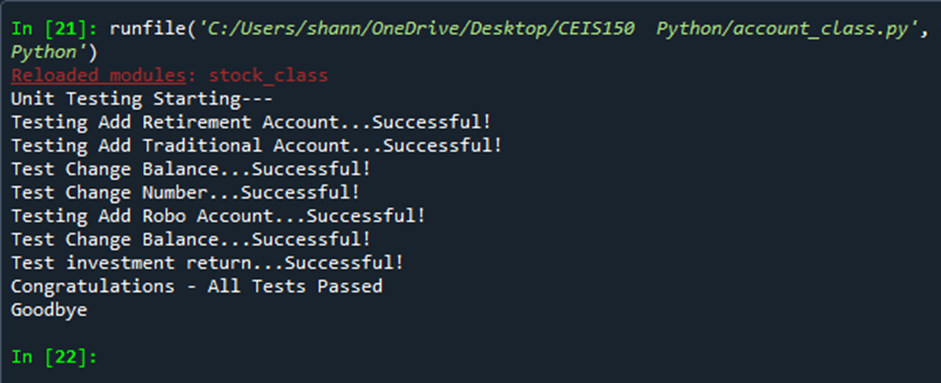 In [21]: runfile('C:/Users/shann/OneDrive/Desktop/CEIS150  Python/account_class.py',
Python')
Reloaded modules: stock_class
Unit Testing Starting---
Testing Add Retirement Account...Successful!
Testing Add Traditional Account...Successful!
Test Change Balance...Successful!
Test Change Number...Successful!
Testing Add Robo Account...Successful!
Test Change Balance...Successful!
Test investment return...Successful!
Congratulations - All Tests Passed
Goodbye
In [22]: